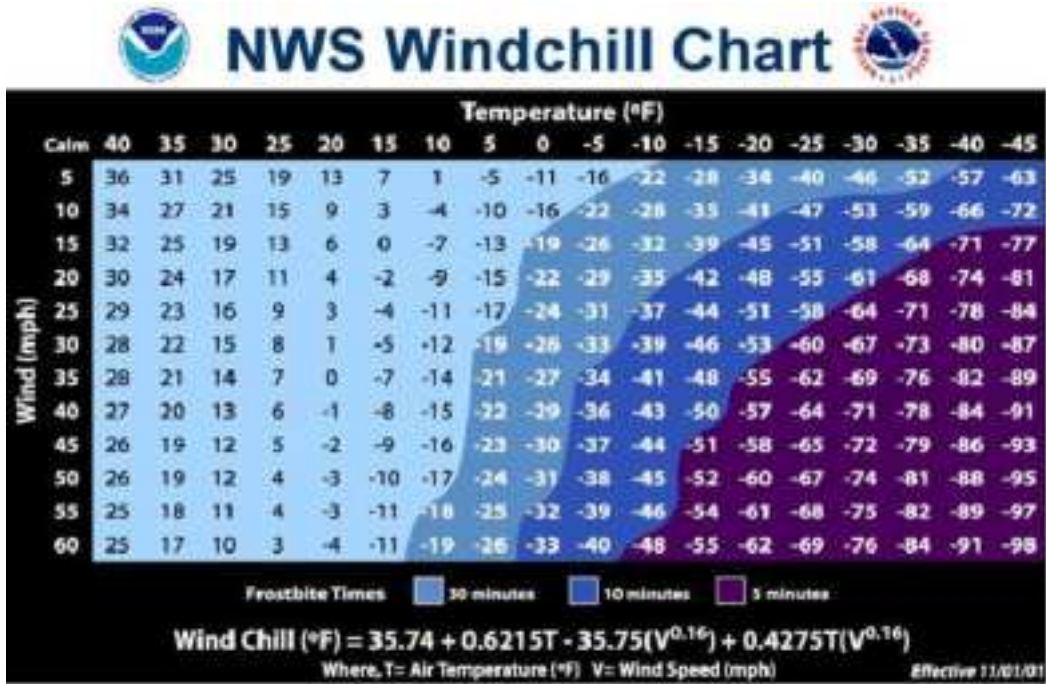 NWS Windchill Chart
Temperature (°F)
Calm 40 35 30 25 20 15 10 5 0 -5 -10 -15 -20 -25 -30 -35 -40 -45
5 36 31 25 19 13 7 1 -5 -11 -16 -22 -28 -34 -40 -46 -52 -57 -63
10 34 27 21 15 9 3 -4 -10 -16 -22 -28 -35 -41 -47 -53 -59 -66 -72
15 32 25 19 13 6 0 -7 -13 -19 -26 -32 -39 -45 -51 -58 -64 -71 -77
20 30 24 17 11 4 -2 -9 -15 -22 -29 -35 -42 -48 -55 -61 -68 -74 -81
25 29 23 16 9 3 -4 -11 -17 -24 -31 -37 -44 -51 -58 -64 -71 -78 -84
30 28 22 15 8 1 -5 -12 -19 -26 -33 -39 -46 -53 -60 -67 -73 -80 -87
35 28 21 14 7 0 -7 -14 -21 -27 -34 -41 -48 -55 -62 -69 -76 -82 -89
40 27 20 13 6 -1 -8 -15 -22 -29 -36 -43 -50 -57 -64 -71 -78 -84 -91
45 26 19 12 5 -2 -9 -16 -23 -30 -37 -44 -51 -58 -65 -72 -79 -86 -93
50 26 19 12 4 -3 -10 -17 -24 -31 -38 -45 -52 -60 -67 -74 -81 -88 -95
55 25 18 11 4 -3 -11 -18 -25 -32 -39 -46 -54 -61 -68 -75 -82 -89 -97
60 25 17 10 3 -4 -11 -19 -26 -33 -40 -48 -55 -62 -69 -76 -84 -91 -98
Wind (mph)
Frostbite Times 30 minutes 10 minutes 5 minutes
Wind Chill (°F) = 35.74 + 0.6215T - 35.75(V^0.16) + 0.4275T(V^0.16)
Where, T= Air Temperature (°F) V= Wind Speed (mph) Effective 11/01/01